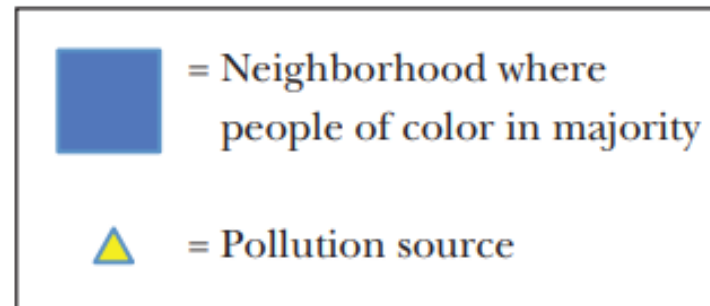 = Neighborhood where
people of color in majority
= Pollution source